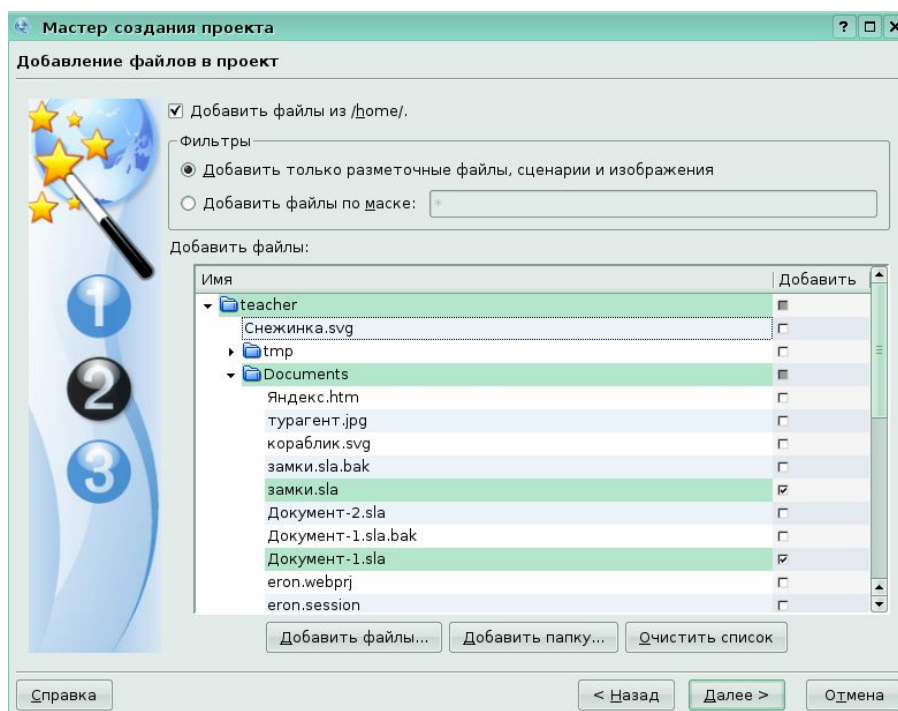 Мастер создания проекта
Добавление файлов в проект
Добавить файлы из /home/.
Фильтры
Добавить только разметочные файлы, сценарии и изображения
Добавить файлы по маске: *
Добавить файлы:
Имя Добавить
teacher
Снежинка.svg
tmp
Documents
Яндекс.htm
турагент.jpg
кораблик.svg
замки.sla.bak
замки.sla
Документ-2.sla
Документ-1.sla.bak
Документ-1.sla
eron.webprj
eron.session
1
2
3
Добавить файлы... Добавить папку... Очистить список
Справка < Назад Далее > Отмена